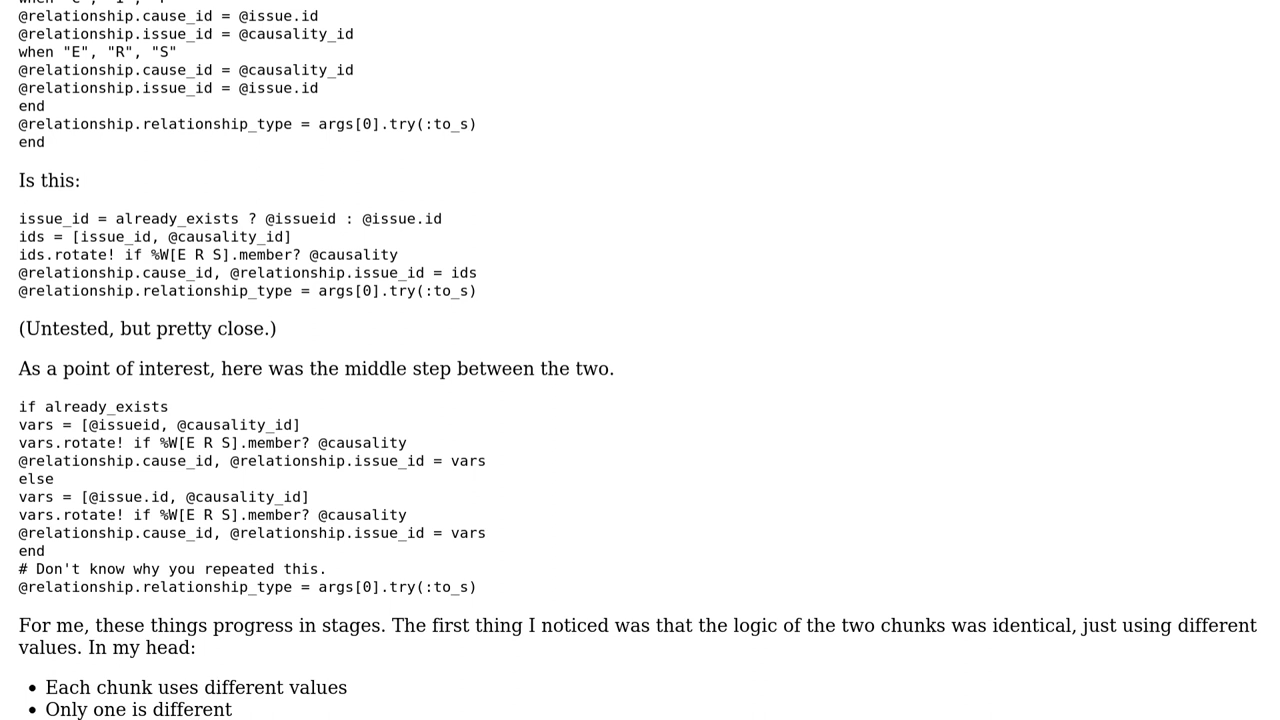 @relationship.cause_id = @issue.id
@relationship.issue_id = @causality_id
when "E", "R", "S"
@relationship.cause_id = @causality_id
@relationship.issue_id = @issue.id
end
@relationship.relationship_type = args[0].try(:to_s)
end
Is this:
issue_id = already_exists ? @issueid : @issue.id
ids = [issue_id, @causality_id]
ids.rotate! if %W[E R S].member? @causality
@relationship.cause_id, @relationship.issue_id = ids
@relationship.relationship_type = args[0].try(:to_s)
(Untested, but pretty close.)
As a point of interest, here was the middle step between the two.
if already_exists
vars = [@issueid, @causality_id]
vars.rotate! if %W[E R S].member? @causality
@relationship.cause_id, @relationship.issue_id = vars
else
vars = [@issue.id, @causality_id]
vars.rotate! if %W[E R S].member? @causality
@relationship.cause_id, @relationship.issue_id = vars
end
# Don't know why you repeated this.
@relationship.relationship_type = args[0].try(:to_s)
For me, these things progress in stages. The first thing I noticed was that the logic of the two chunks was identical, just using different
values. In my head:
• Each chunk uses different values
• Only one is different